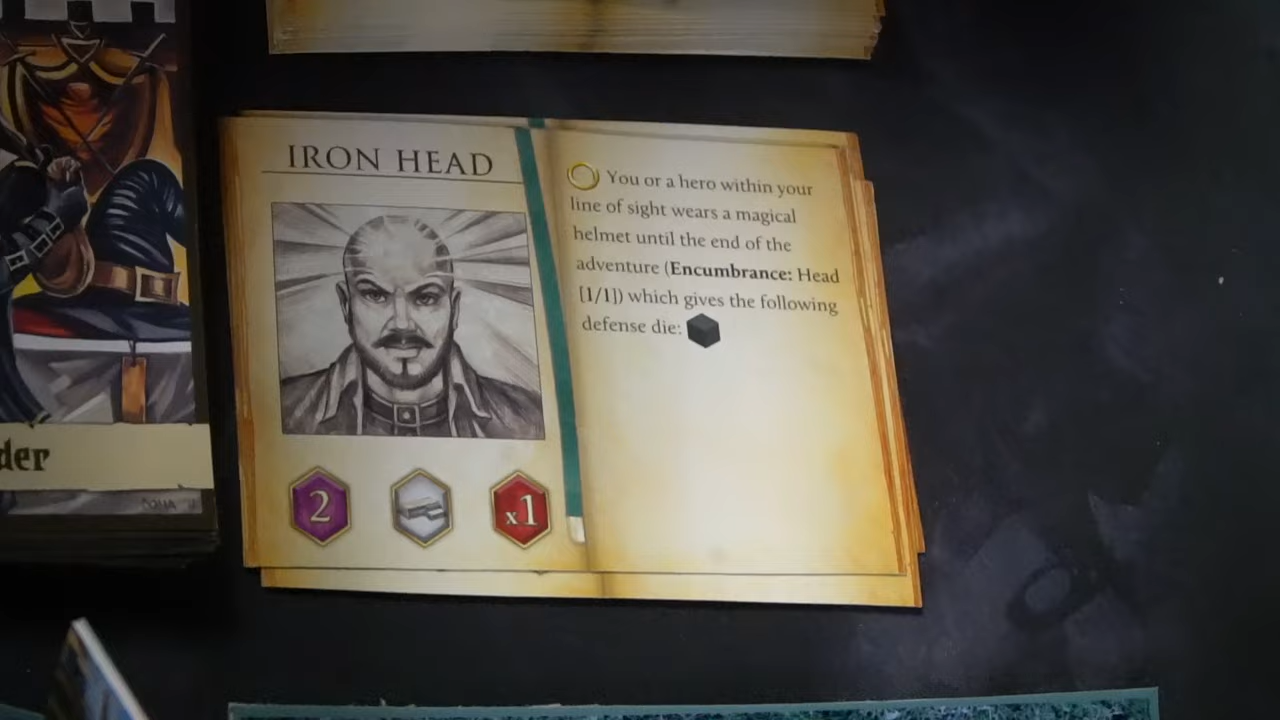 IRON HEAD
You or a hero within your
line of sight wears a magical
helmet until the end of the
adventure (Encumbrance: Head
[1/1]) which gives the following
defense die:
2
x1
der